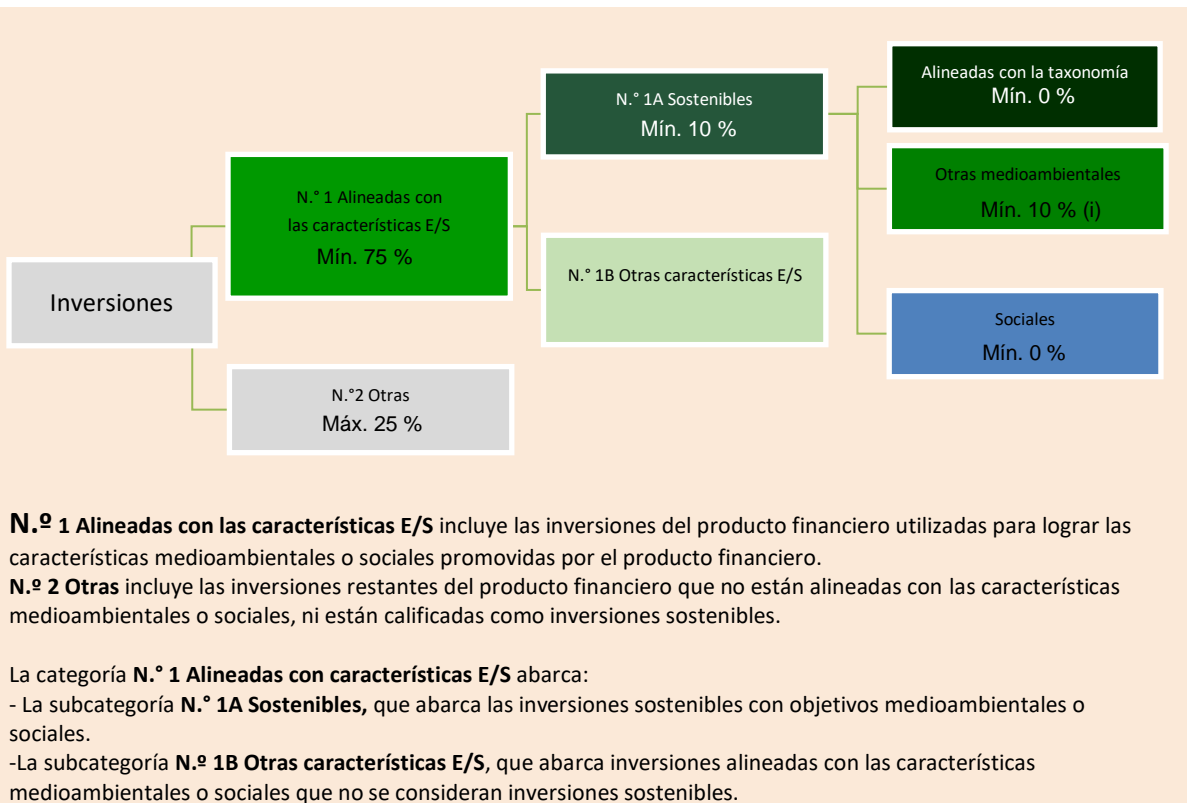 Inversiones
N.° 1 Alineadas con
las características E/S
Mín. 75 %
N.°2 Otras
Máx. 25 %
N.° 1A Sostenibles
Mín. 10 %
N.° 1B Otras características E/S
Alineadas con la taxonomía
Mín. 0 %
Otras medioambientales
Mín. 10 % (i)
Sociales
Mín. 0 %
N.º 1 Alineadas con las características E/S incluye las inversiones del producto financiero utilizadas para lograr las
características medioambientales o sociales promovidas por el producto financiero.
N.º 2 Otras incluye las inversiones restantes del producto financiero que no están alineadas con las características
medioambientales o sociales, ni están calificadas como inversiones sostenibles.
La categoría N.° 1 Alineadas con características E/S abarca:
- La subcategoría N.° 1A Sostenibles, que abarca las inversiones sostenibles con objetivos medioambientales o
sociales.
-La subcategoría N.º 1B Otras características E/S, que abarca inversiones alineadas con las características
medioambientales o sociales que no se consideran inversiones sostenibles.